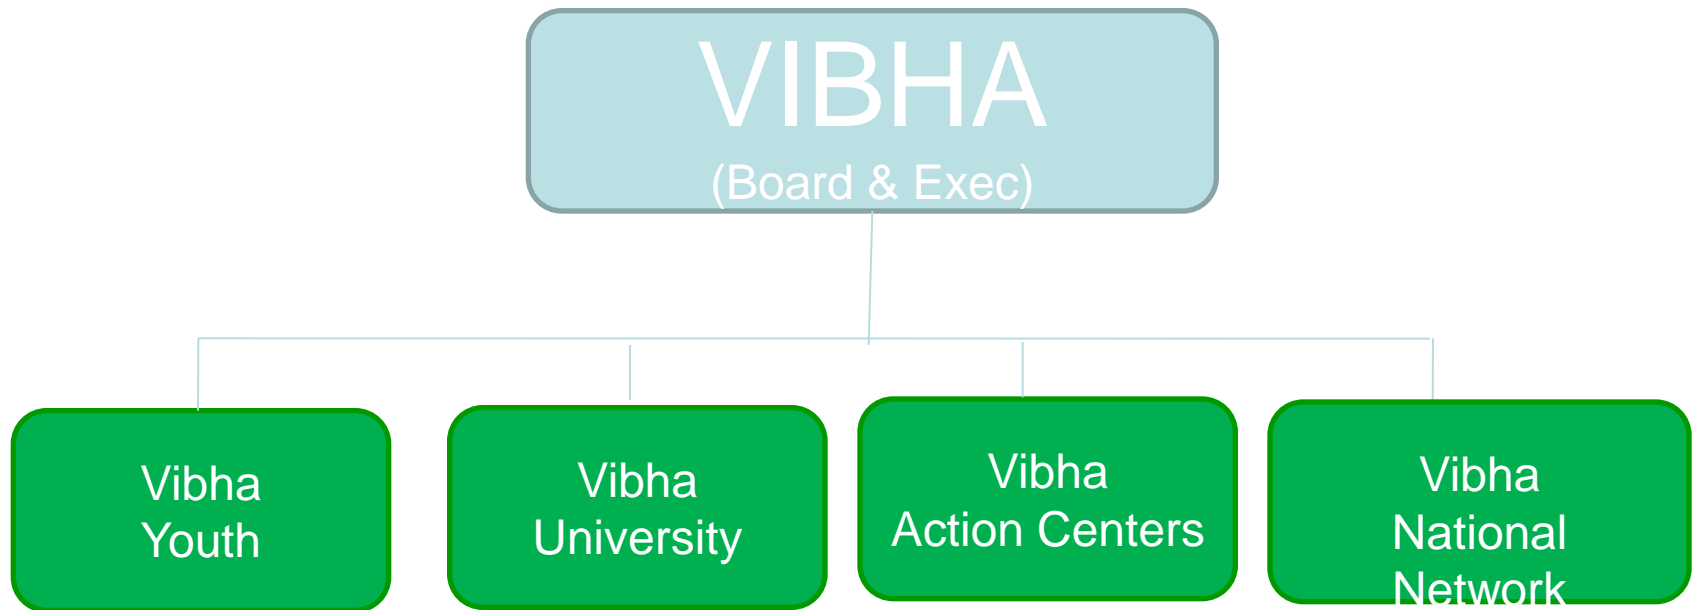 VIBHA
(Board & Exec)
Vibha
Youth
Vibha
University
Vibha
Action Centers
Vibha
National
Network